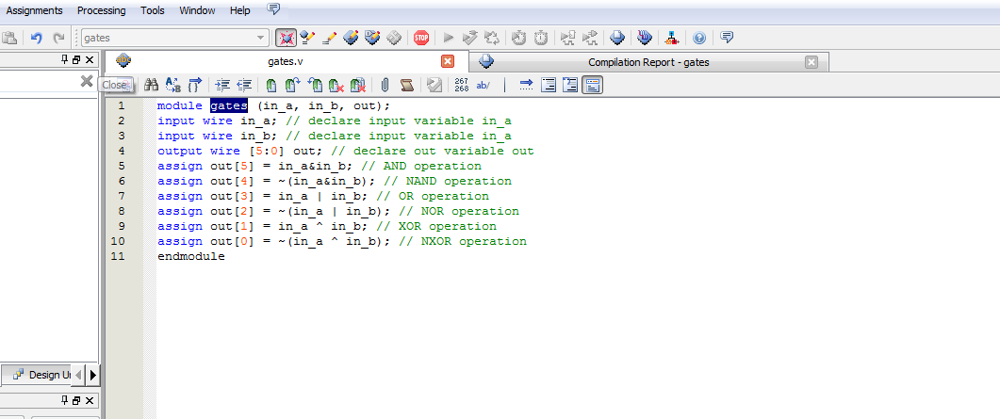 Assignments Processing Tools Window Help
gates
STOP
gates.v Compilation Report - gates
Close
267
268 ab/
1 module gates (in_a, in_b, out);
2 input wire in_a; // declare input variable in_a
3 input wire in_b; // declare input variable in_a
4 output wire [5:0] out; // declare out variable out
5 assign out[5] = in_a&in_b; // AND operation
6 assign out[4] = ~(in_a&in_b); // NAND operation
7 assign out[3] = in_a | in_b; // OR operation
8 assign out[2] = ~(in_a | in_b); // NOR operation
9 assign out[1] = in_a ^ in_b; // XOR operation
10 assign out[0] = ~(in_a ^ in_b); // NXOR operation
11 endmodule
Design